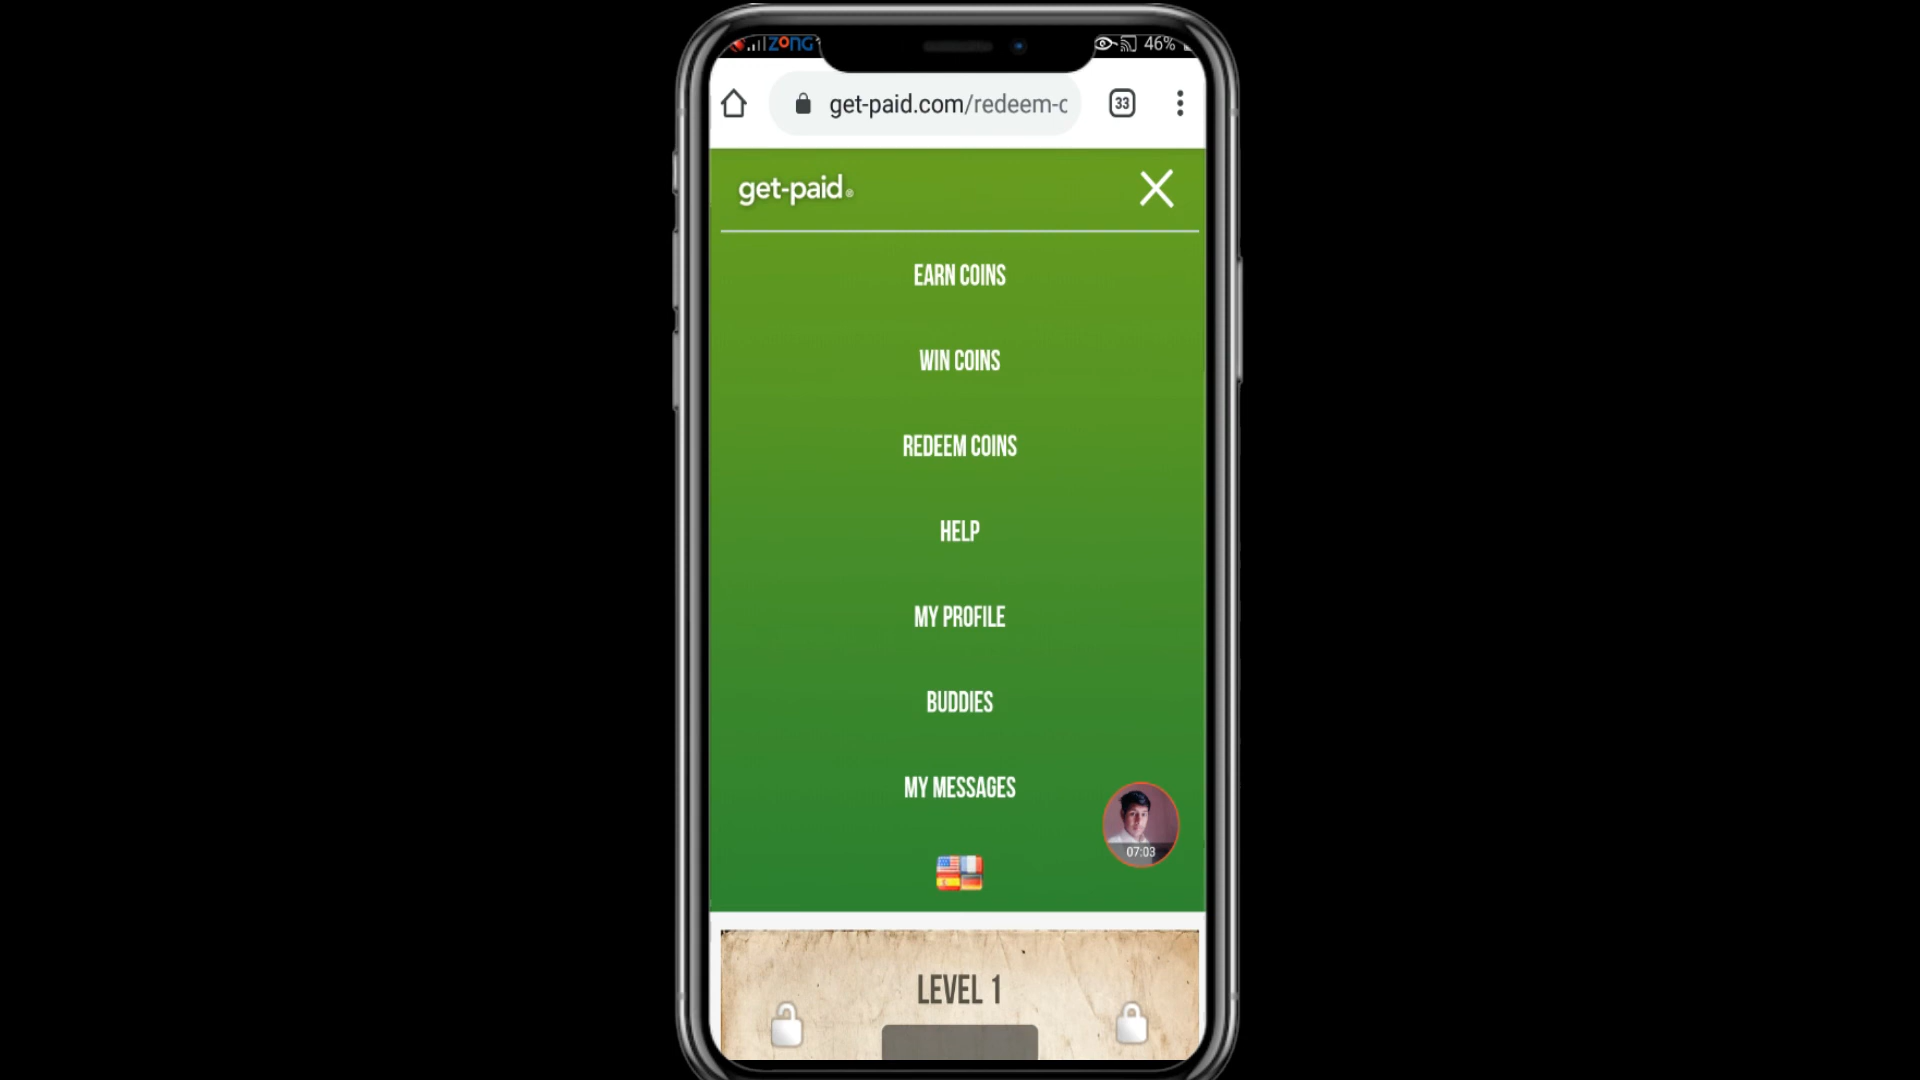 ZONG
46%
get-paid.com/redeem-c
33
get-paid
EARN COINS
WIN COINS
REDEEM COINS
HELP
MY PROFILE
BUDDIES
MY MESSAGES
07:03
LEVEL 1